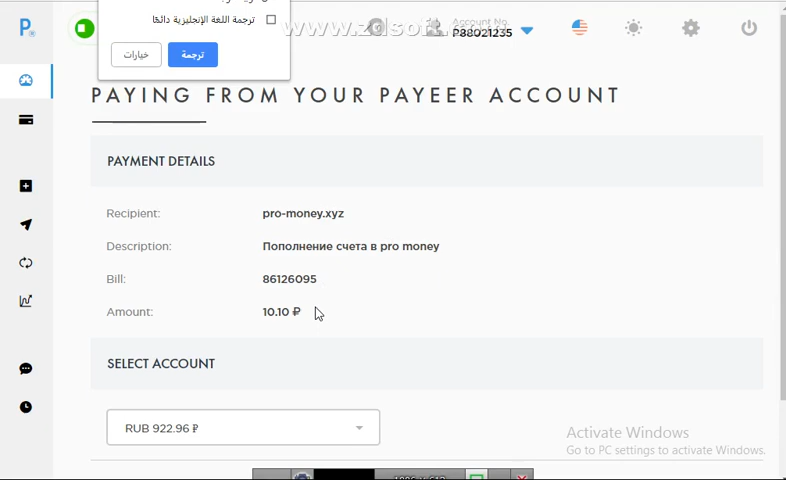 ترجمة اللغة الإنجليزية دائمًا
خيارات
ترجمة
www.zdsoft.com
Account No.
P88021235
PAYING FROM YOUR PAYEER ACCOUNT
PAYMENT DETAILS
Recipient: pro-money.xyz
Description: Пополнение счета в pro money
Bill: 86126095
Amount: 10.10 ₽
SELECT ACCOUNT
RUB 922.96 ₽
Activate Windows
Go to PC settings to activate Windows.